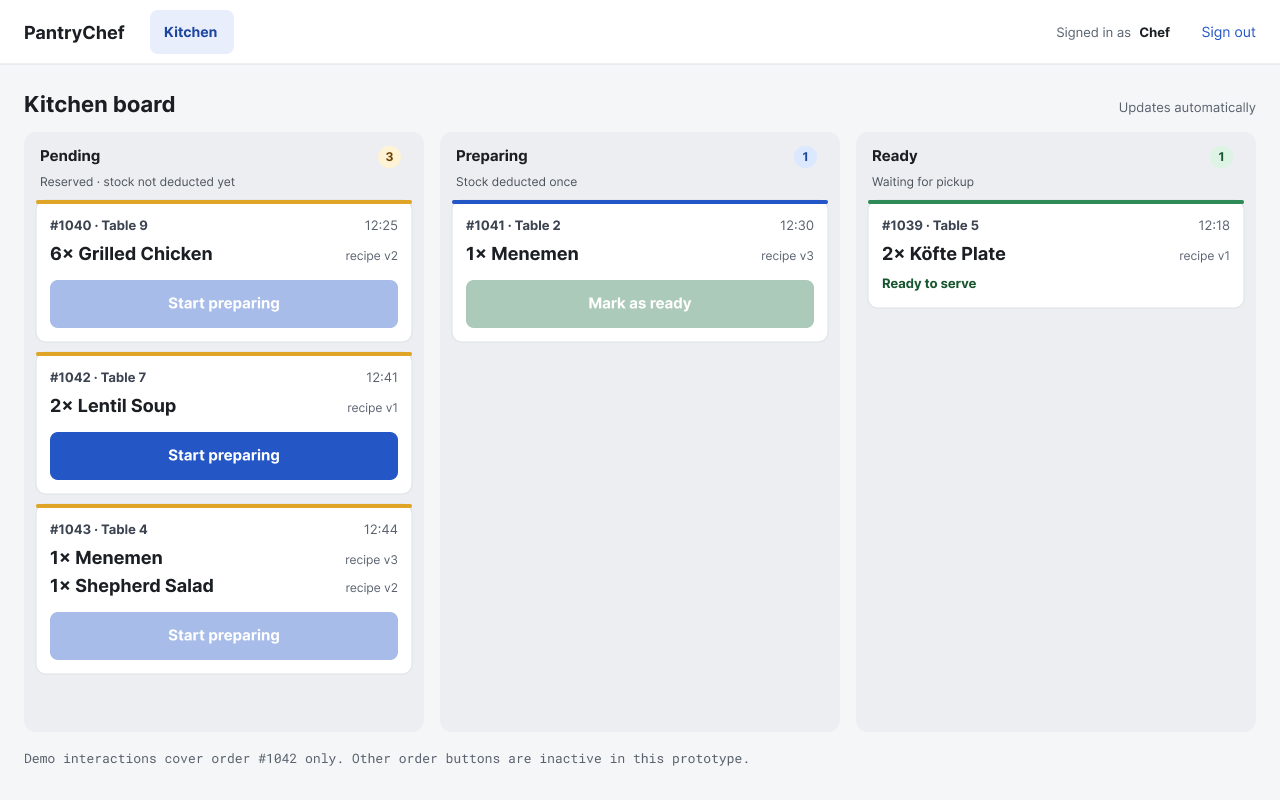 PantryChef
Kitchen
Signed in as Chef
Sign out
Kitchen board
Updates automatically
Pending
3
Reserved · stock not deducted yet
#1040 · Table 9
12:25
6× Grilled Chicken
recipe v2
Start preparing
#1042 · Table 7
12:41
2× Lentil Soup
recipe v1
Start preparing
#1043 · Table 4
12:44
1× Menemen
recipe v3
1× Shepherd Salad
recipe v2
Start preparing
Preparing
1
Stock deducted once
#1041 · Table 2
12:30
1× Menemen
recipe v3
Mark as ready
Ready
1
Waiting for pickup
#1039 · Table 5
12:18
2× Köfte Plate
recipe v1
Ready to serve
Demo interactions cover order #1042 only. Other order buttons are inactive in this prototype.